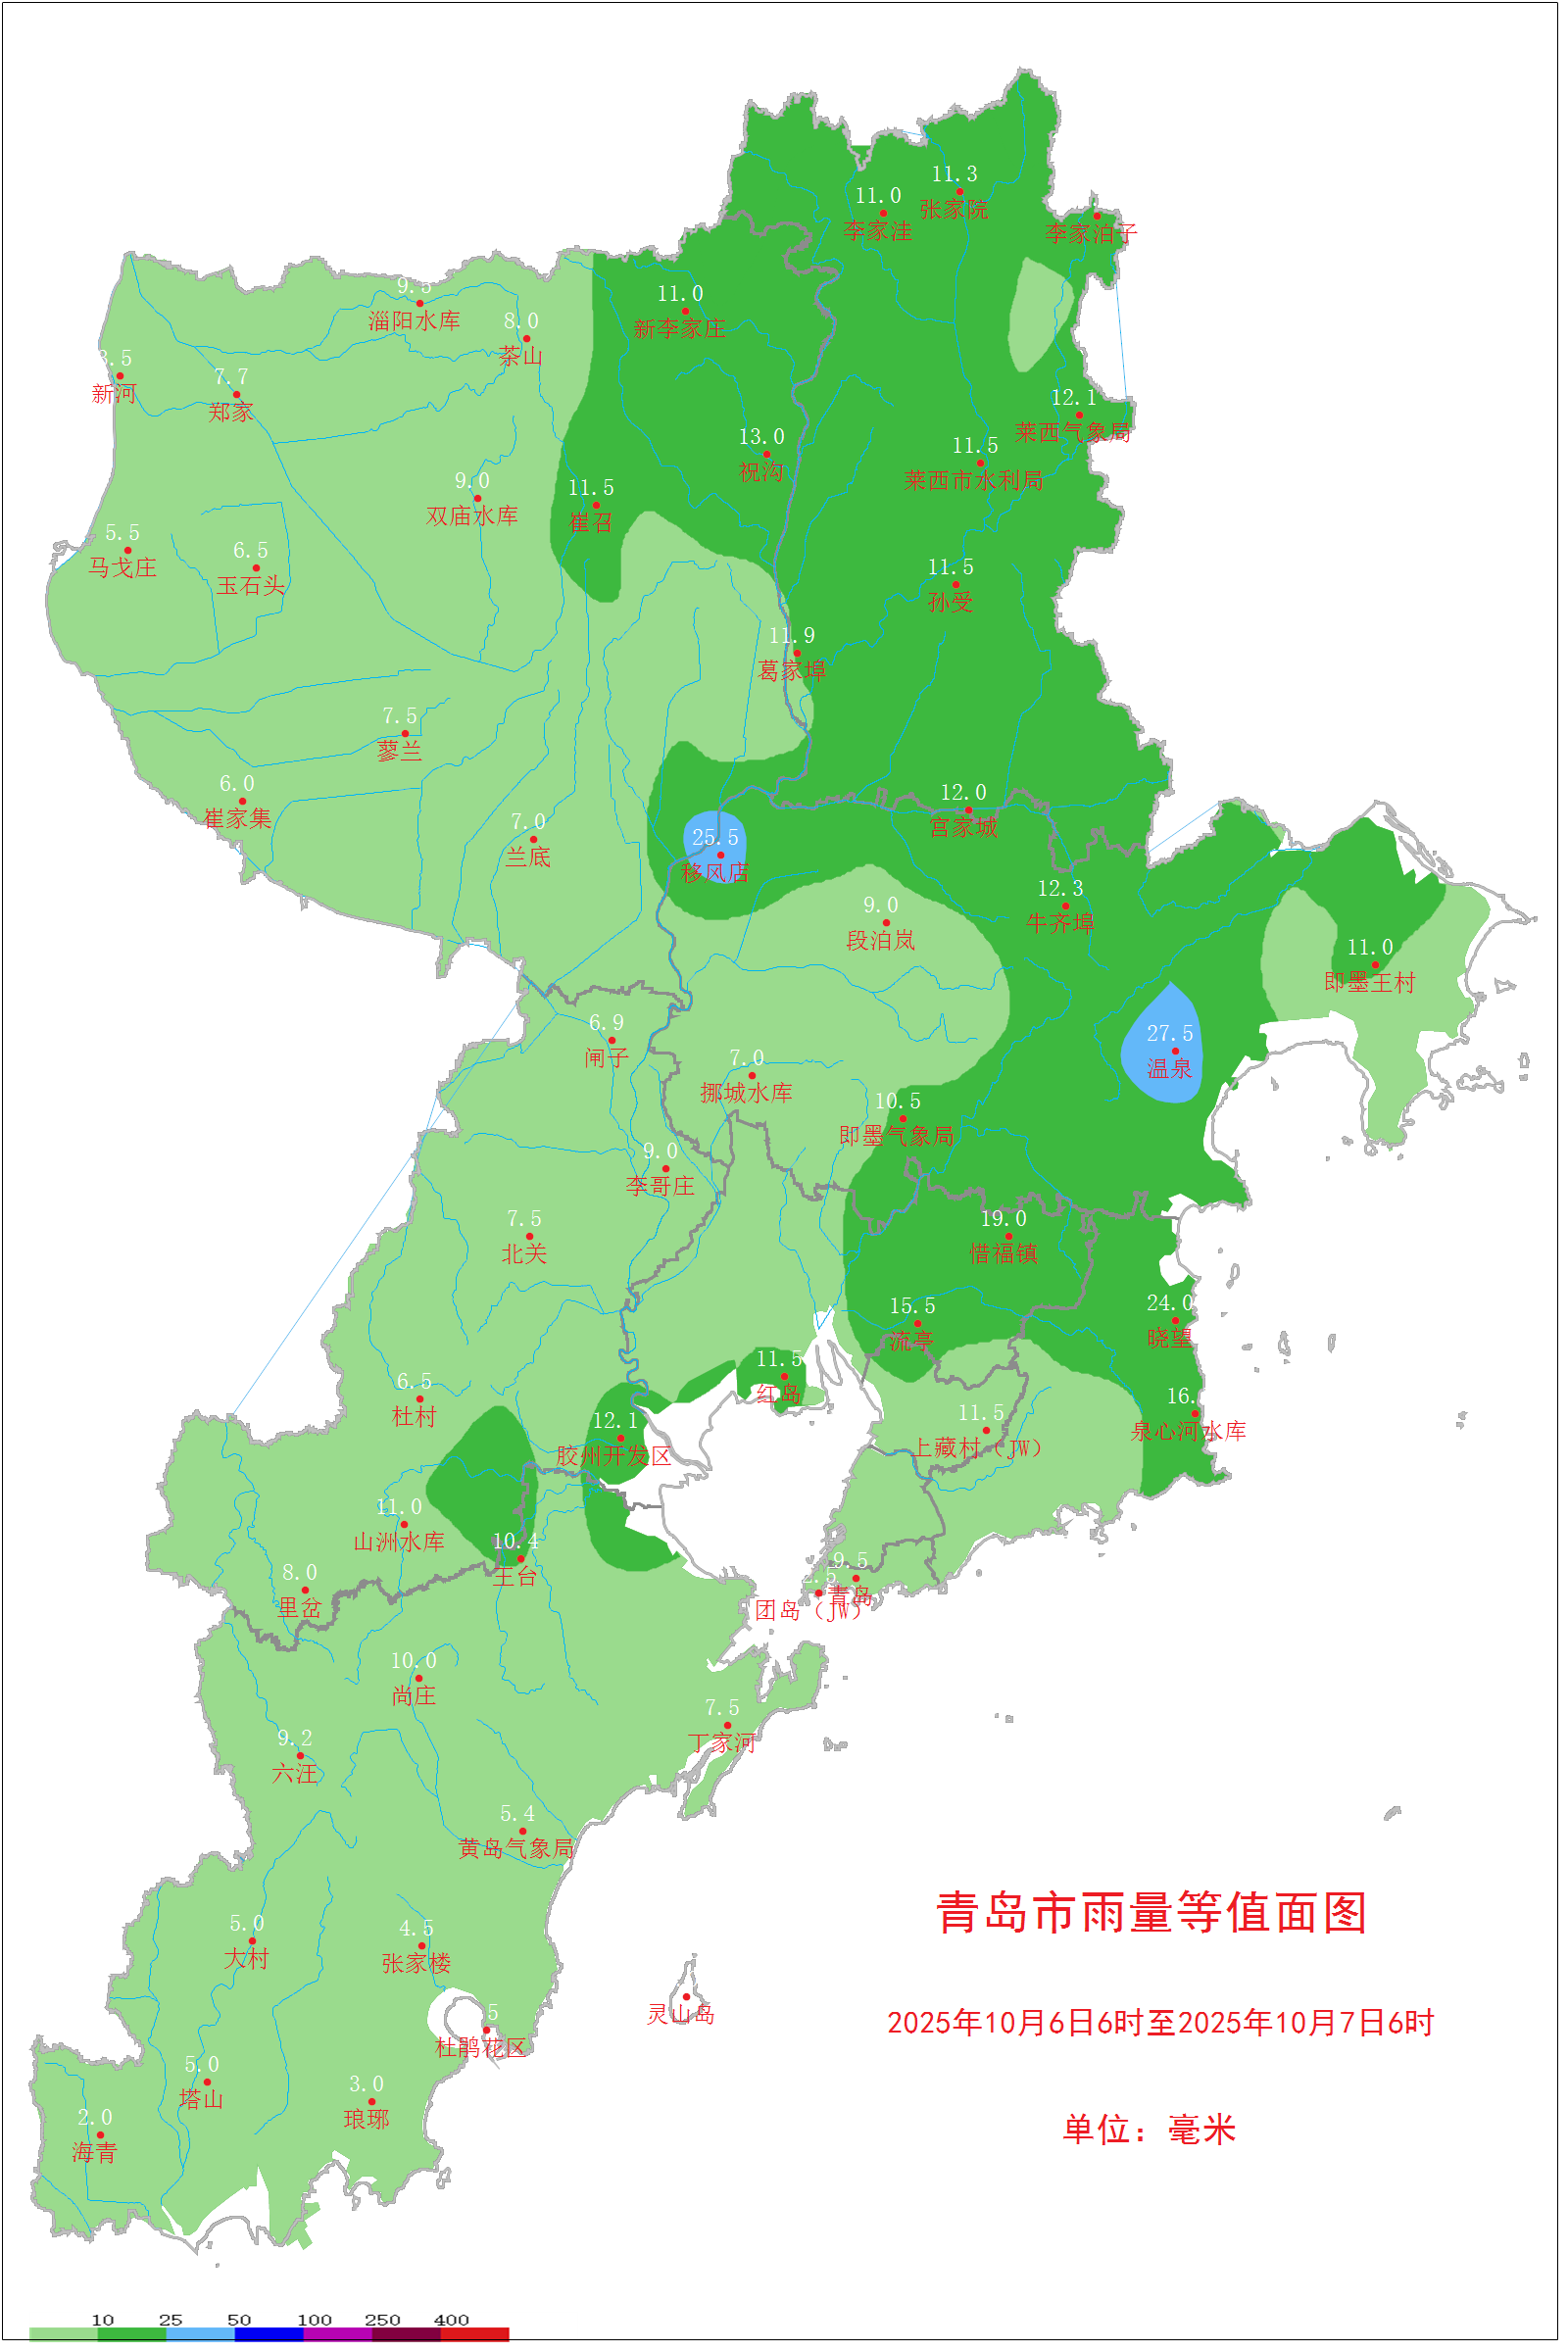 11.3
张家院
11.0
李家洼
李家泊子
11.0
新李家庄
淄阳水库
8.0
茶山
新河
7.7
郑家
12.1
莱西气象局
13.0
祝沟
11.5
莱西市水利局
9.0
双庙水库
11.5
崔召
5.5
马戈庄
6.5
玉石头
11.5
孙受
11.9
葛家埠
7.5
蓼兰
6.0
崔家集
12.0
宫家城
7.0
兰底
25.5
移风店
12.3
牛齐埠
9.0
段泊岚
11.0
即墨王村
6.9
闸子
27.5
温泉
7.0
挪城水库
10.5
即墨气象局
9.0
李哥庄
7.5
北关
19.0
惜福镇
24.0
晓望
15.5
流亭
11.5
红岛
6.5
杜村
16.
泉心河水库
12.1
胶州开发区
11.5
上藏村（JW）
11.0
山洲水库
10.4
王台
9.5
青岛
2.5
团岛（JW）
8.0
里岔
10.0
尚庄
7.5
丁家河
9.2
六汪
5.4
黄岛气象局
青岛市雨量等值面图
5.0
大村
4.5
张家楼
灵山岛
2025年10月6日6时至2025年10月7日6时
5
杜鹃花区
5.0
塔山
3.0
琅琊
2.0
海青
单位：毫米
10 25 50 100 250 400